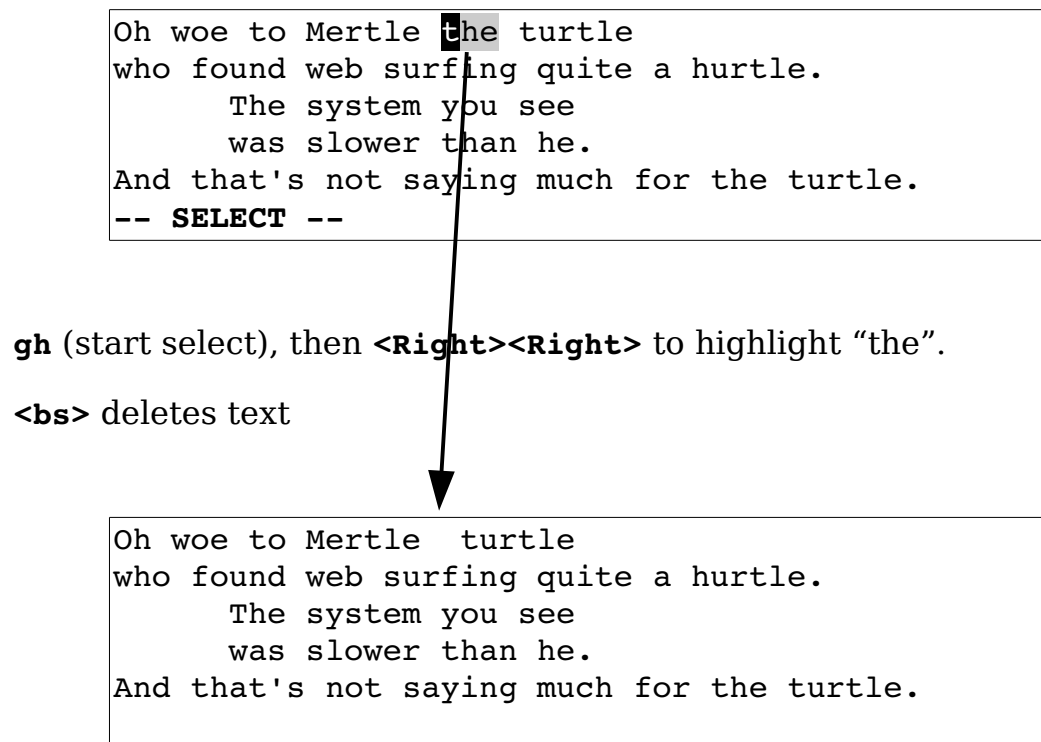 Oh woe to Mertle the turtle
who found web surfing quite a hurtle.
The system you see
was slower than he.
And that's not saying much for the turtle.
-- SELECT --
gh (start select), then <Right><Right> to highlight “the”.
<bs> deletes text
Oh woe to Mertle  turtle
who found web surfing quite a hurtle.
The system you see
was slower than he.
And that's not saying much for the turtle.